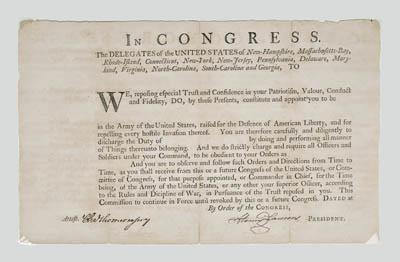 IN CONGRESS.
The DELEGATES of the UNITED STATES of New-Hampshire, Massachusetts-Bay,
Rhode-Island, Connecticut, New-York, New-Jersey, Pennsylvania, Delaware, Mary-
land, Virginia, North-Carolina, South-Carolina and Georgia, TO
WE, reposing especial Trust and Confidence in your Patriotism, Valour, Conduct
and Fidelity, DO, by these Presents, constitute and appoint you to be
in the Army of the United States, raised for the Defence of American Liberty, and for
repelling every hostile Invasion thereof. You are therefore carefully and diligently to
discharge the Duty of by doing and performing all manner
of Things thereunto belonging. And we do strictly charge and require all Officers and
Soldiers under your Command, to be obedient to your Orders as
And you are to observe and follow such Orders and Directions from Time to
Time, as you shall receive from this or a future Congress of the United States, or Com-
mittee of Congress, for that purpose appointed, or Commander in Chief, for the Time
being, of the Army of the United States, or any other your superior Officer, according
to the Rules and Discipline of War, in Pursuance of the Trust reposed in you. This
Commission to continue in Force until revoked by this or a future Congress. DATED at
By Order of the CONGRESS,
Attest. Cha Thomson secy PRESIDENT.